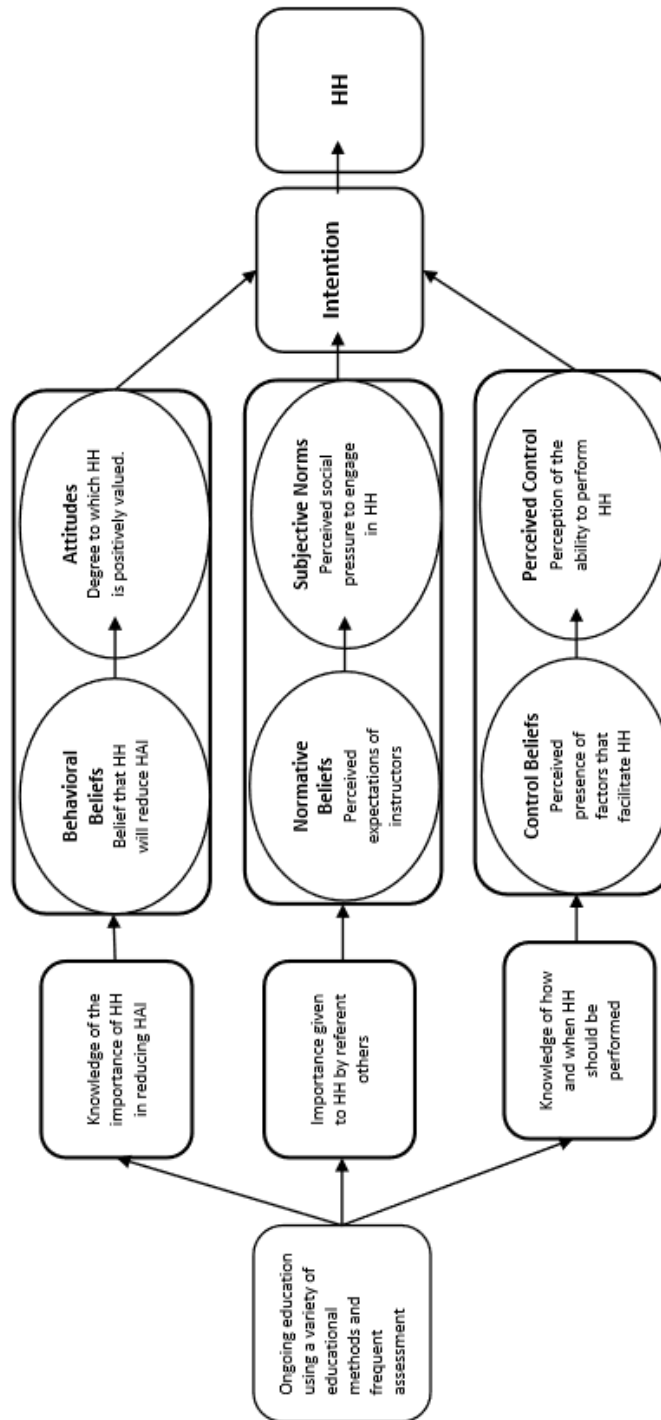 Ongoing education
using a variety of
educational
methods and
frequent
assessment
Knowledge of the
importance of HH
in reducing HAI
Importance given
to HH by referent
others
Knowledge of how
and when HH
should be
performed
Behavioral
Beliefs
Belief that HH
will reduce HAI
Normative
Beliefs
Perceived
expectations of
instructors
Control Beliefs
Perceived
presence of
factors that
facilitate HH
Attitudes
Degree to which HH
is positively valued.
Subjective Norms
Perceived social
pressure to engage
in HH
Perceived Control
Perception of the
ability to perform
HH
Intention
HH